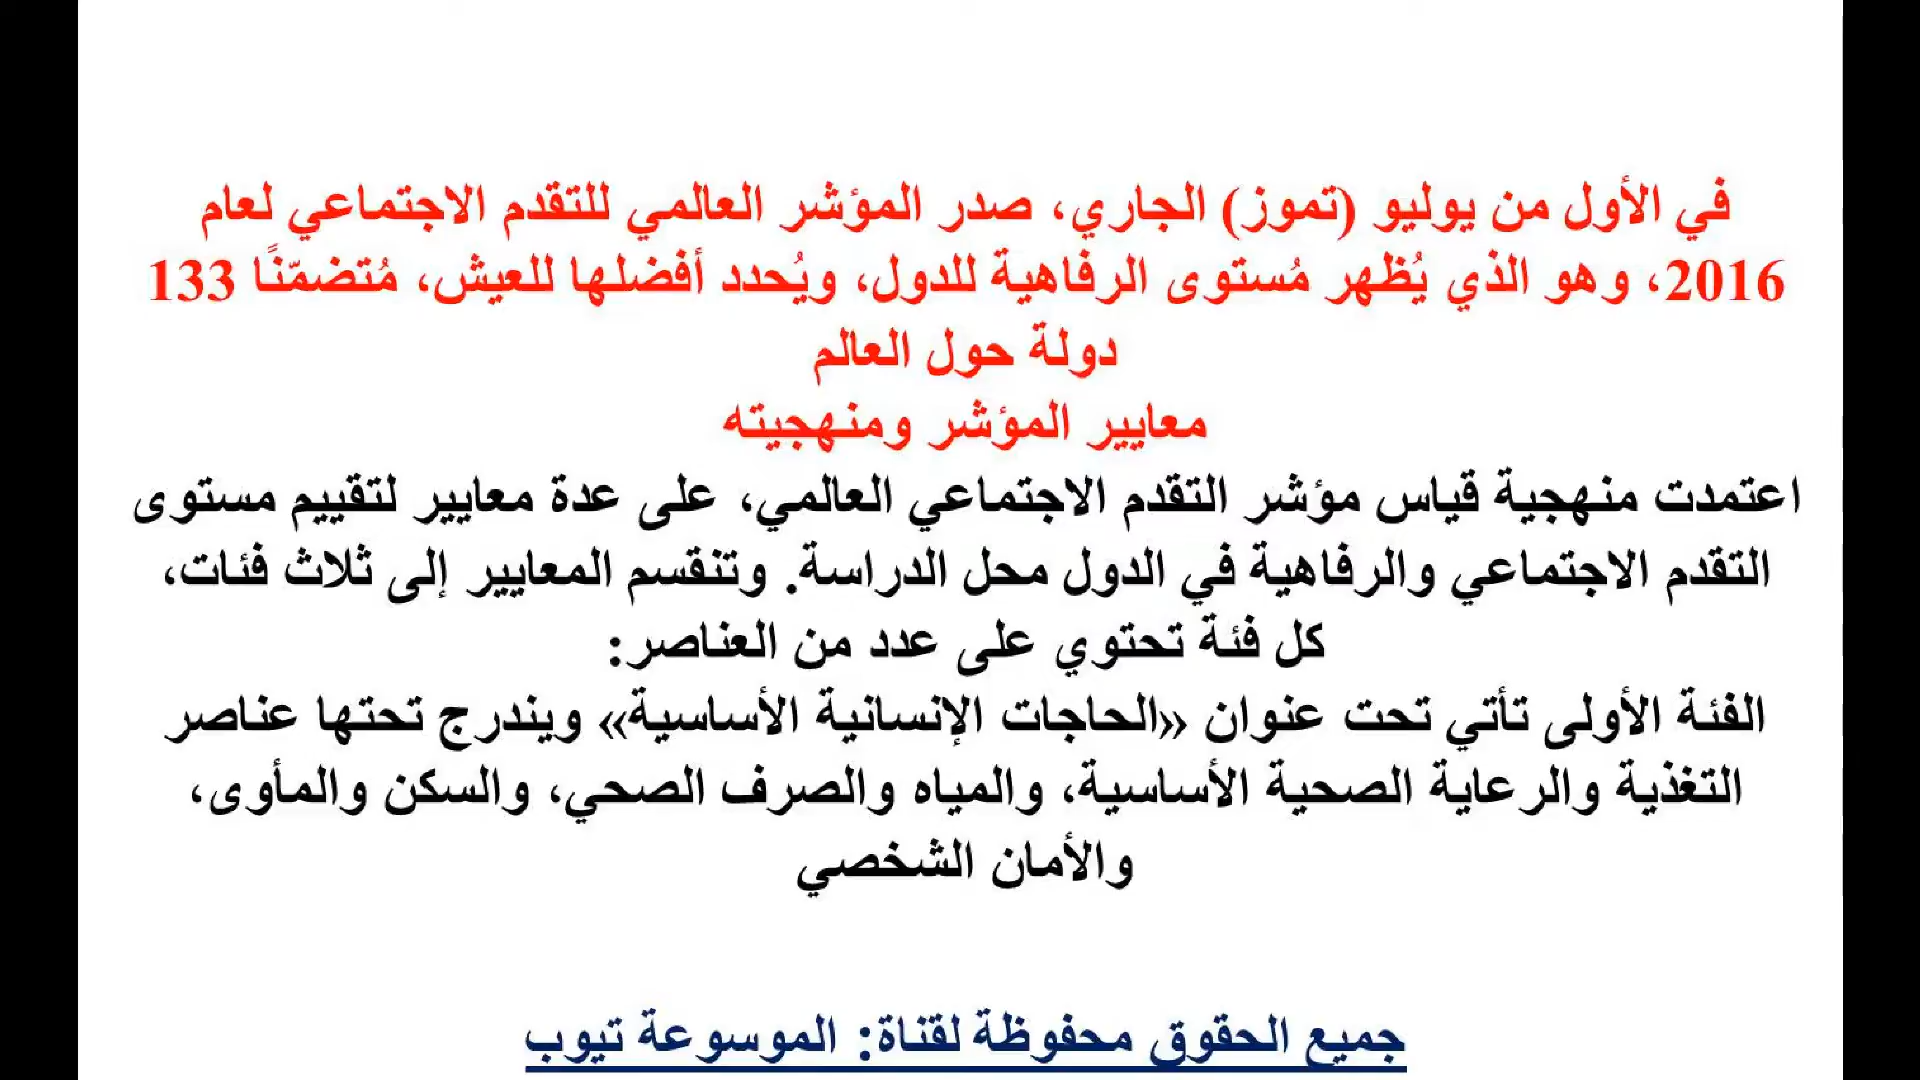 في الأول من يوليو (تموز) الجاري، صدر المؤشر العالمي للتقدم الاجتماعي لعام
2016، وهو الذي يُظهر مُستوى الرفاهية للدول، ويُحدد أفضلها للعيش، مُتضمّنًا 133
دولة حول العالم
معايير المؤشر ومنهجيته
اعتمدت منهجية قياس مؤشر التقدم الاجتماعي العالمي، على عدة معايير لتقييم مستوى
التقدم الاجتماعي والرفاهية في الدول محل الدراسة. وتنقسم المعايير إلى ثلاث فئات،
كل فئة تحتوي على عدد من العناصر:
الفئة الأولى تأتي تحت عنوان «الحاجات الإنسانية الأساسية» ويندرج تحتها عناصر
التغذية والرعاية الصحية الأساسية، والمياه والصرف الصحي، والسكن والمأوى،
والأمان الشخصي
جميع الحقوق محفوظة لقناة: الموسوعة تيوب